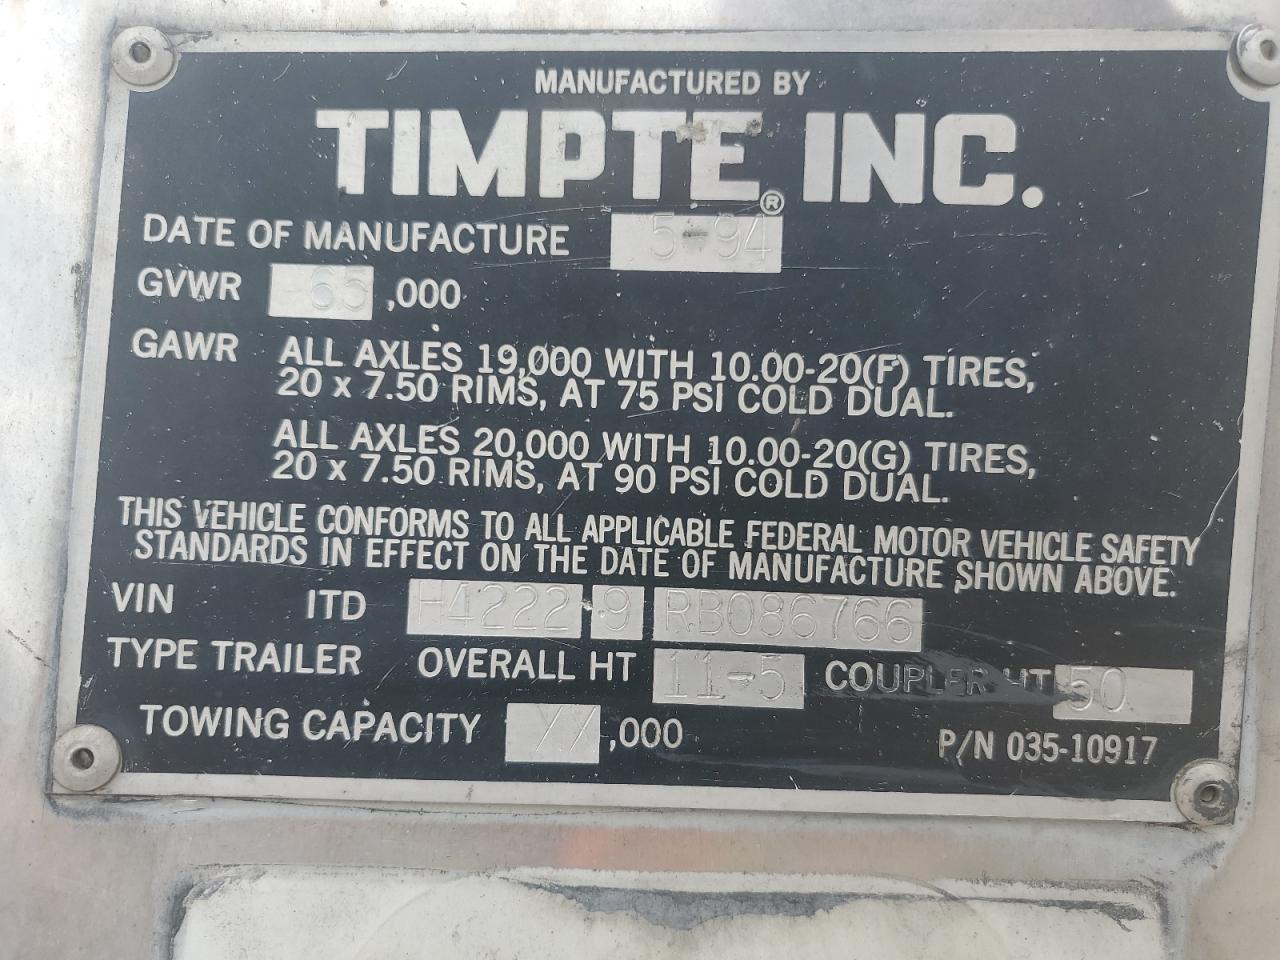 MANUFACTURED BY
TIMPTE® INC.
DATE OF MANUFACTURE 5-94
GVWR 65 ,000
GAWR ALL AXLES 19,000 WITH 10.00-20(F) TIRES,
20 x 7.50 RIMS, AT 75 PSI COLD DUAL.
ALL AXLES 20,000 WITH 10.00-20(G) TIRES,
20 x 7.50 RIMS, AT 90 PSI COLD DUAL.
THIS VEHICLE CONFORMS TO ALL APPLICABLE FEDERAL MOTOR VEHICLE SAFETY
STANDARDS IN EFFECT ON THE DATE OF MANUFACTURE SHOWN ABOVE.
VIN ITD H4222 9 RB086766
TYPE TRAILER OVERALL HT 11-5 COUPLER HT 50
TOWING CAPACITY // ,000
P/N 035-10917